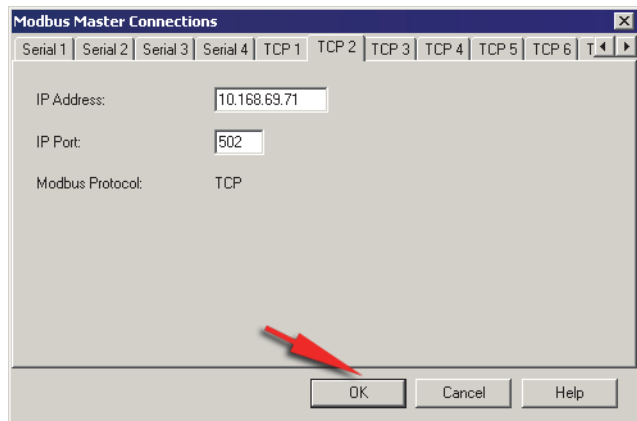 Modbus Master Connections
Serial 1 Serial 2 Serial 3 Serial 4 TCP 1 TCP 2 TCP 3 TCP 4 TCP 5 TCP 6 T
IP Address: 10.168.69.71
IP Port: 502
Modbus Protocol: TCP
OK Cancel Help